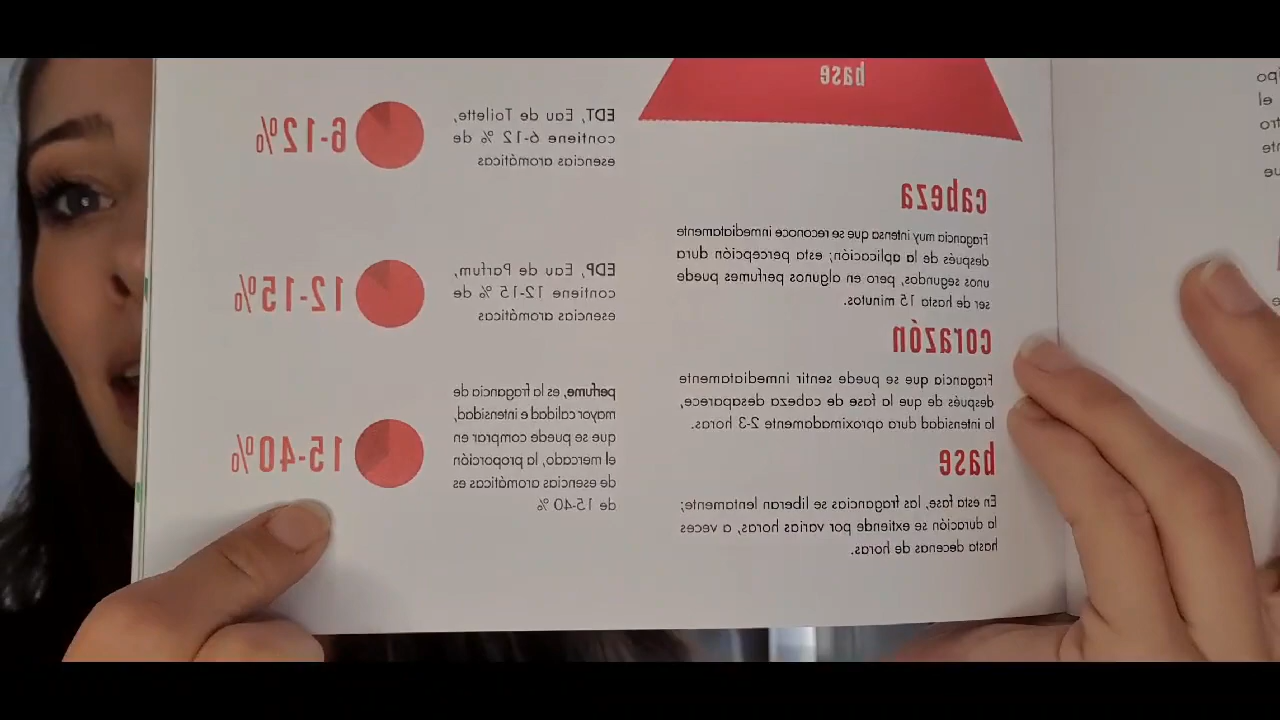 base
cabeza
Fragancia muy intensa que se reconoce inmediatamente
después de la aplicación; esta percepción dura
unos segundos, pero en algunos perfumes puede
ser de hasta 15 minutos.
corazón
Fragancia que se puede sentir inmediatamente
después de que la fase de cabeza desaparece,
la intensidad dura aproximadamente 2-3 horas.
base
En esta fase, las fragancias se liberan lentamente;
la duración se extiende por varias horas, a veces
hasta decenas de horas.
EDT, Eau de Toilette,
contiene 6-12 % de
esencias aromáticas
6-12%
EDP, Eau de Parfum,
contiene 12-15 % de
esencias aromáticas
12-15%
perfume, es la fragancia de
mayor calidad e intensidad,
que se puede comprar en
el mercado, la proporción
de esencias aromáticas es
de 15-40 %
15-40%